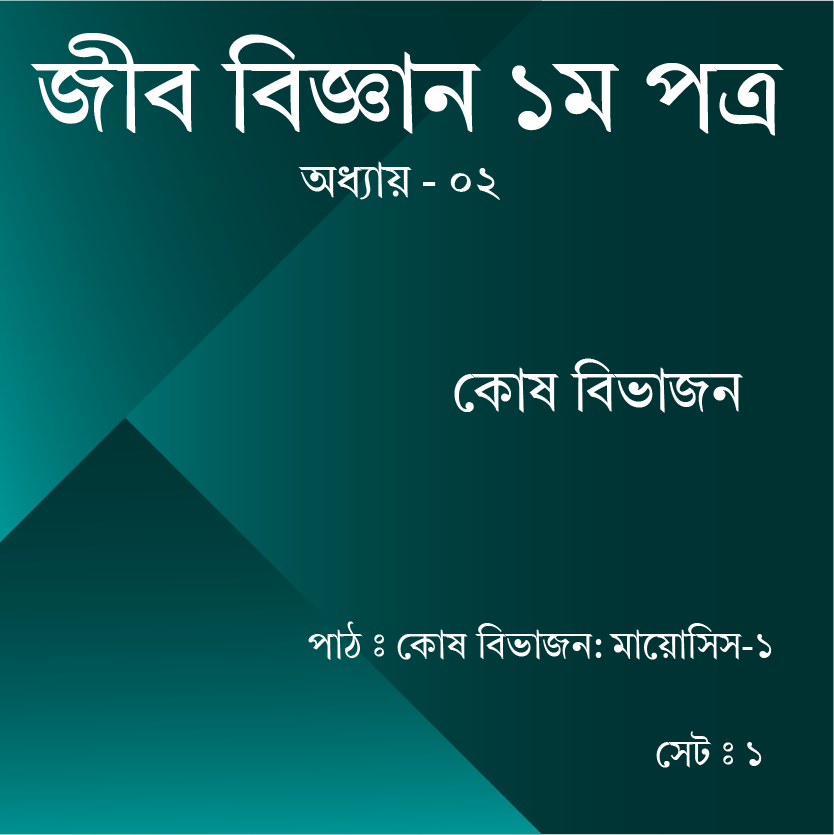 জীব বিজ্ঞান ১ম পত্র
অধ্যায় - ০২
কোষ বিভাজন
পাঠ ঃ কোষ বিভাজন: মায়োসিস-১
সেট ঃ ১